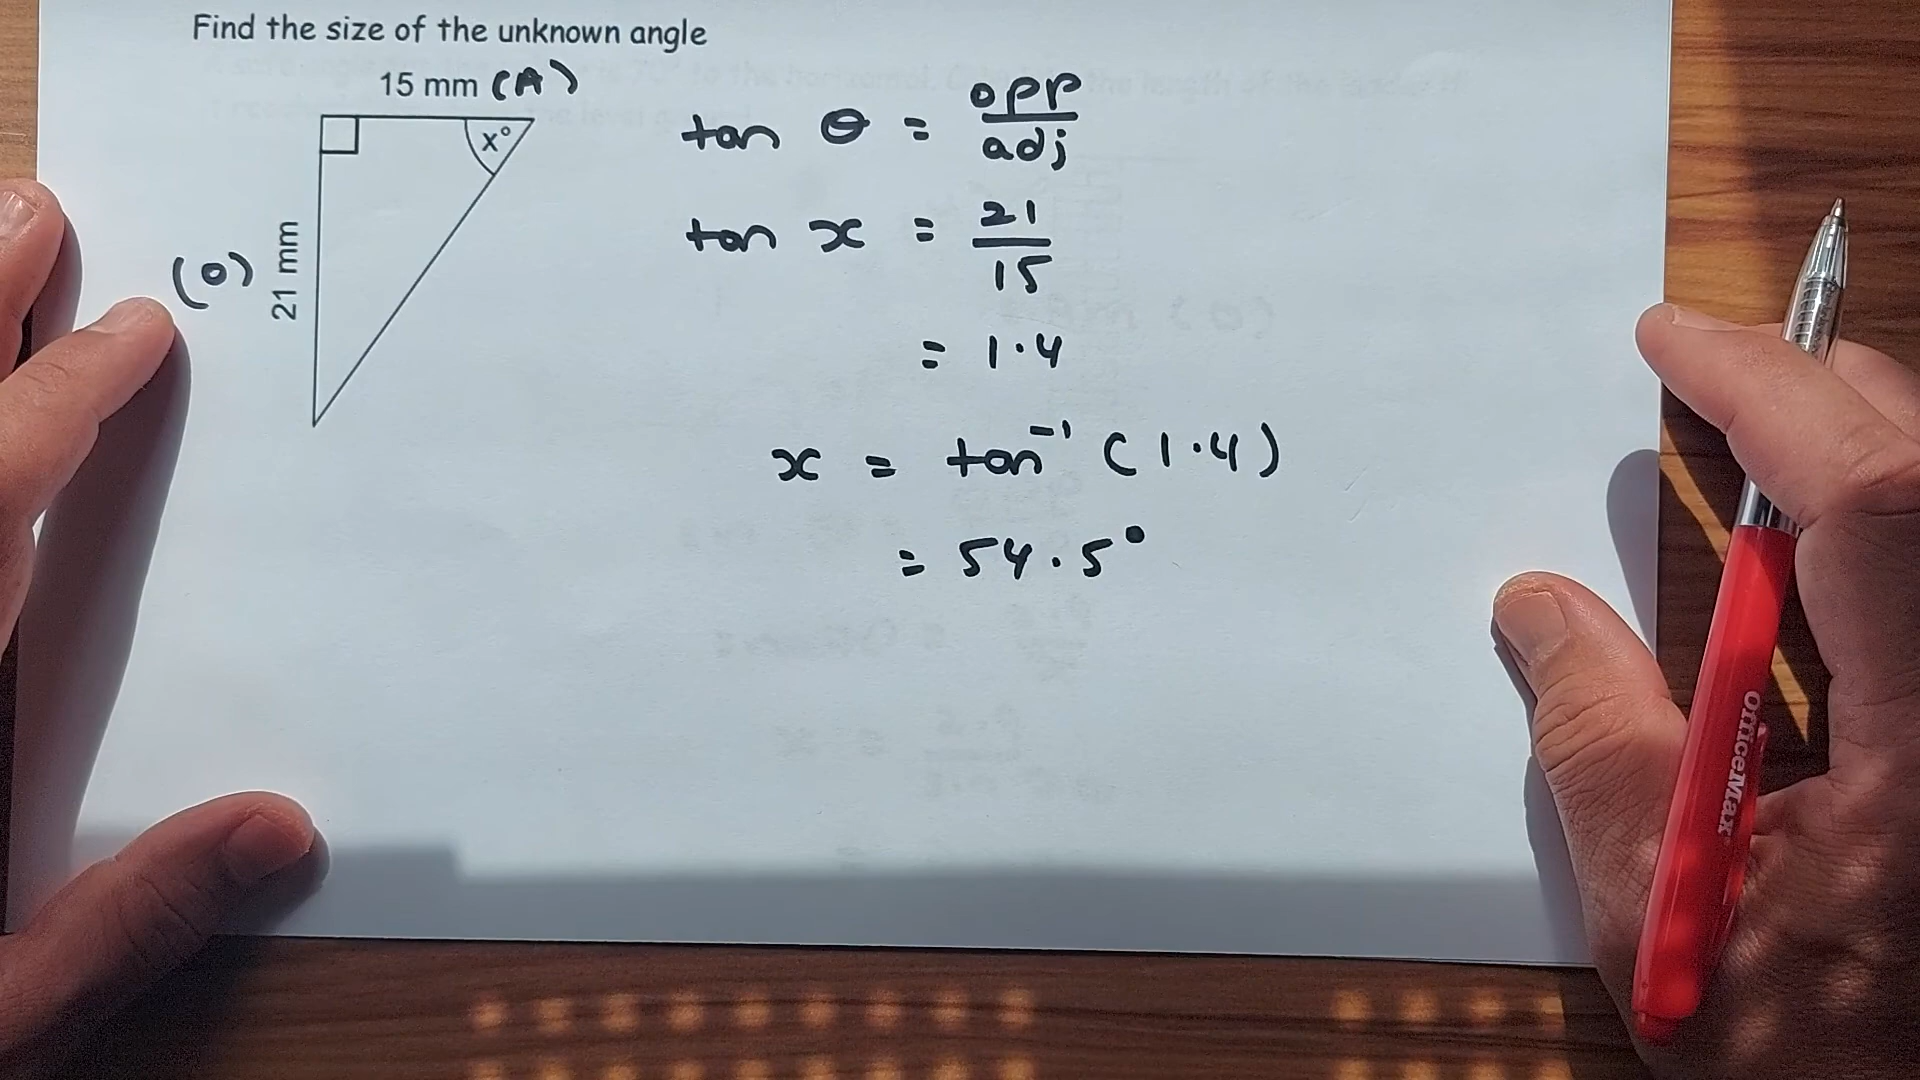 Find the size of the unknown angle
15 mm (A)
x°
21 mm
(O)
tan θ = opp/adj
tan x = 21/15
= 1.4
x = tan⁻¹ (1.4)
= 54.5°
OfficeMax